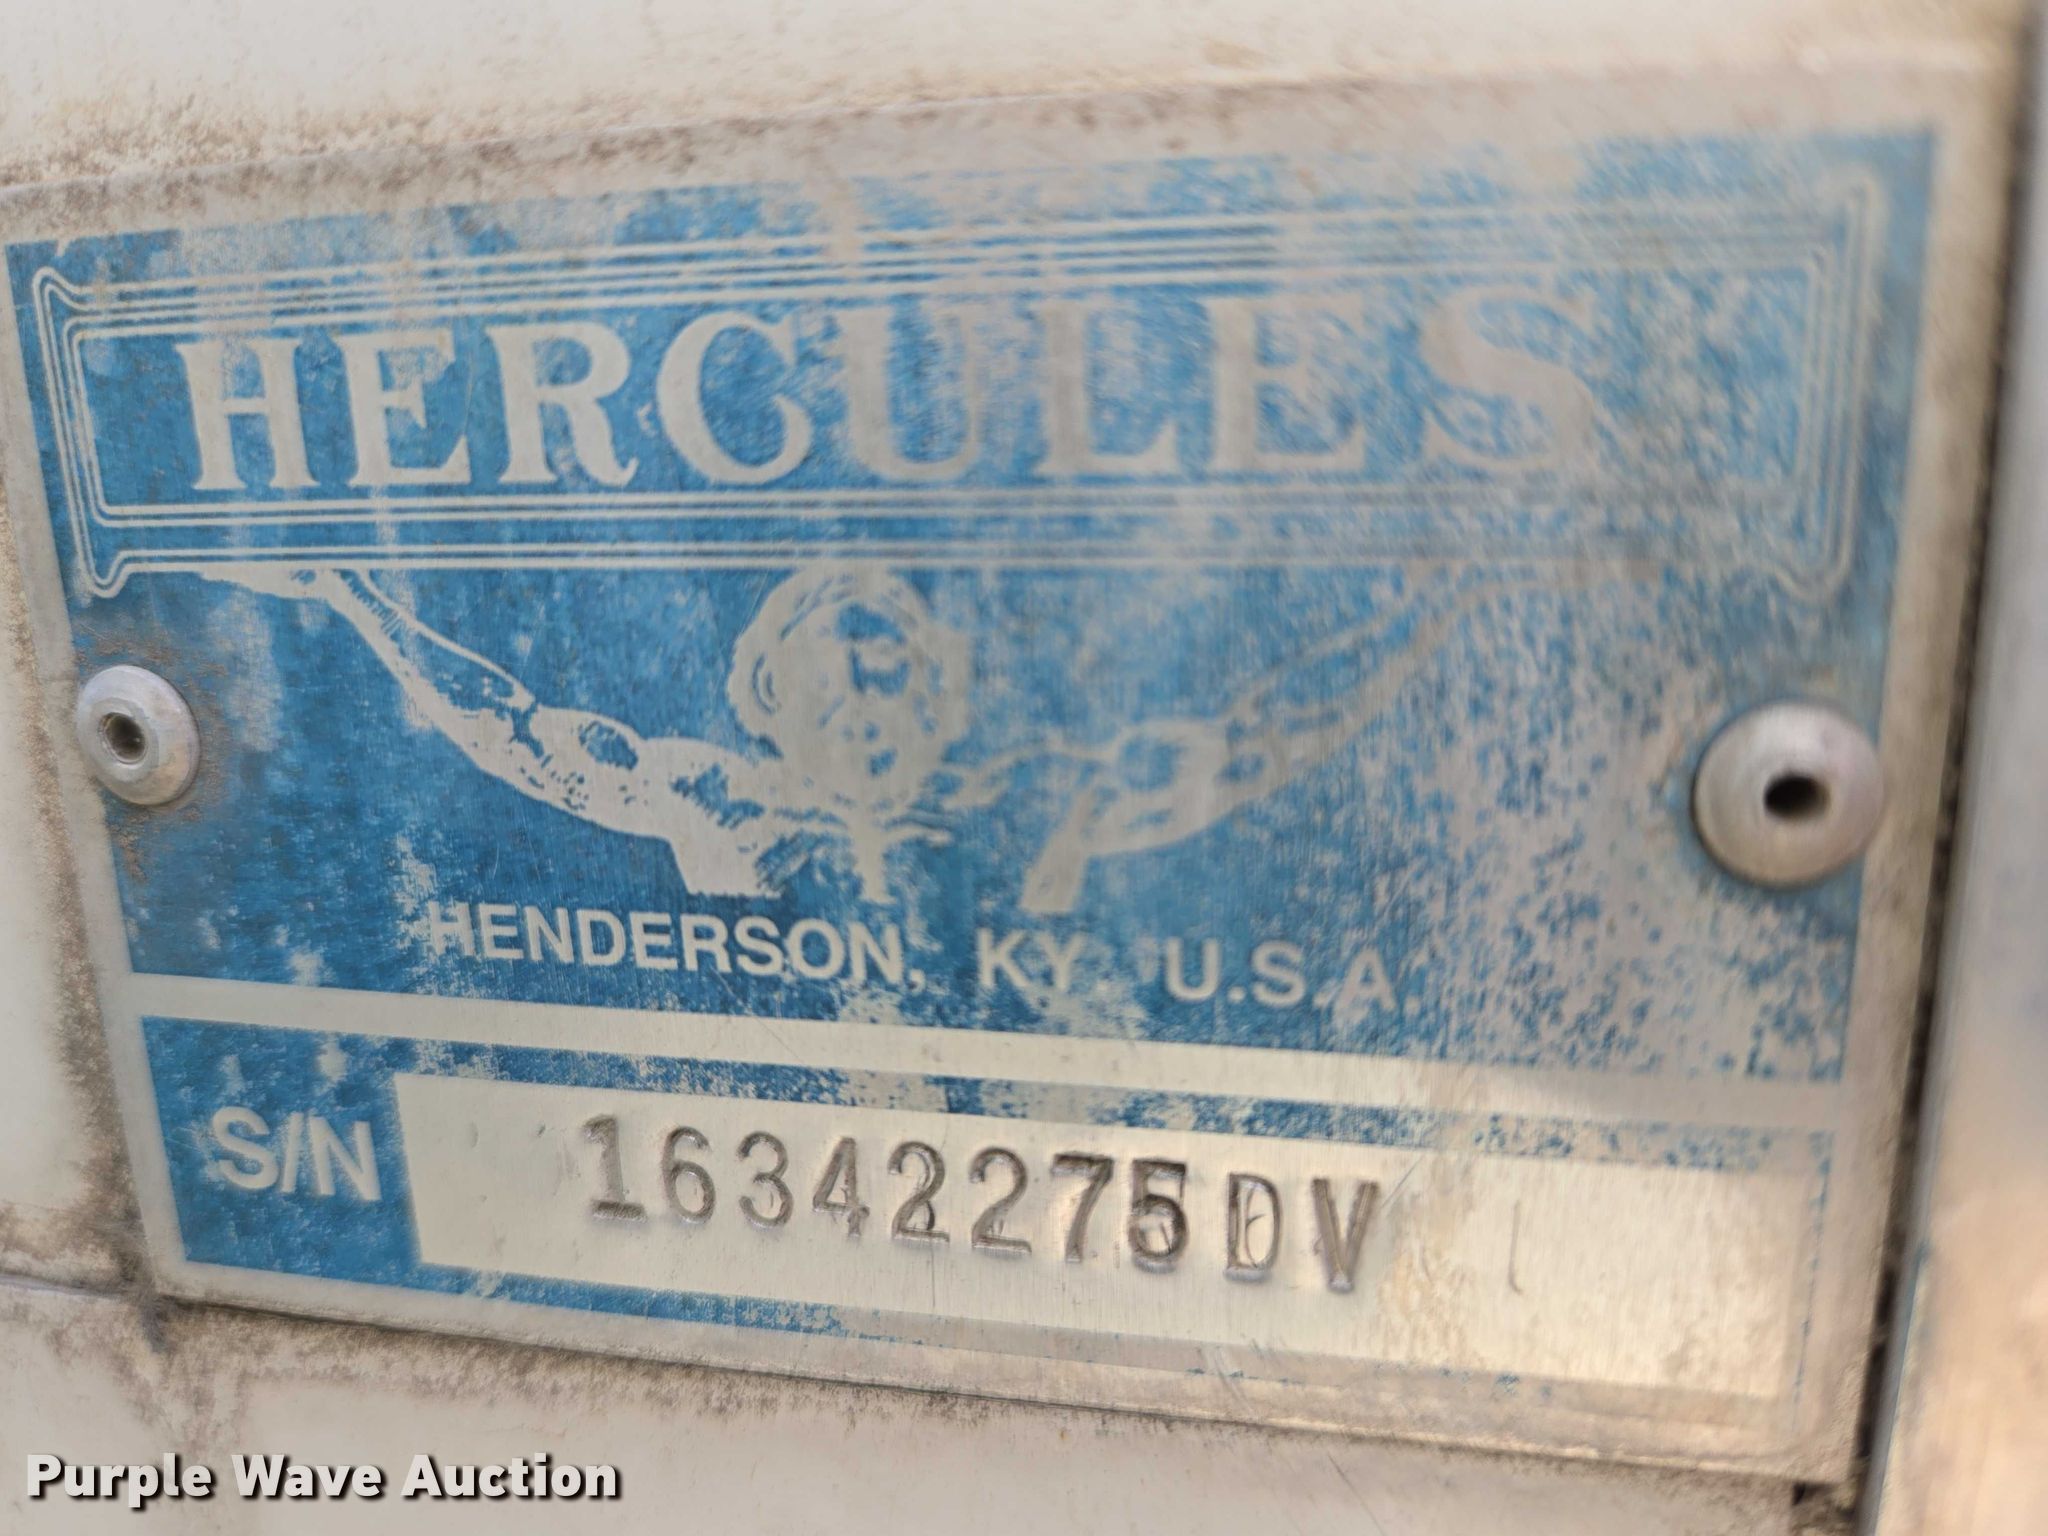 HERCULES
HENDERSON, KY. U.S.A.
S/N 16342275DV
Purple Wave Auction